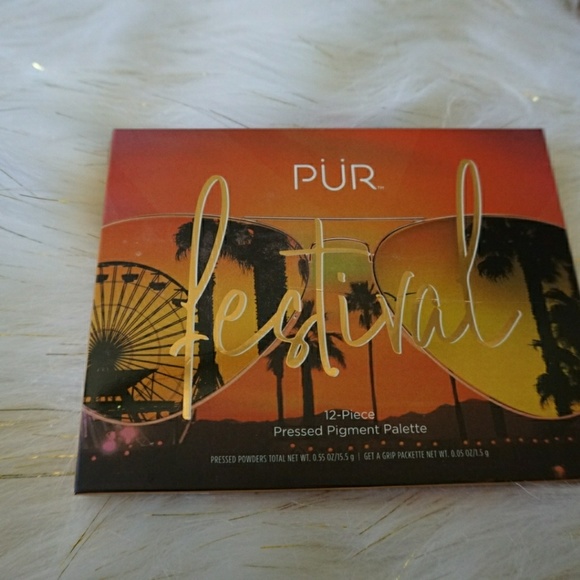 PÜR™
festival
12-Piece
Pressed Pigment Palette
PRESSED POWDERS TOTAL NET WT. 0.55 OZ/15.5 g | GET A GRIP PACKETTE NET WT. 0.05 OZ/1.5 g